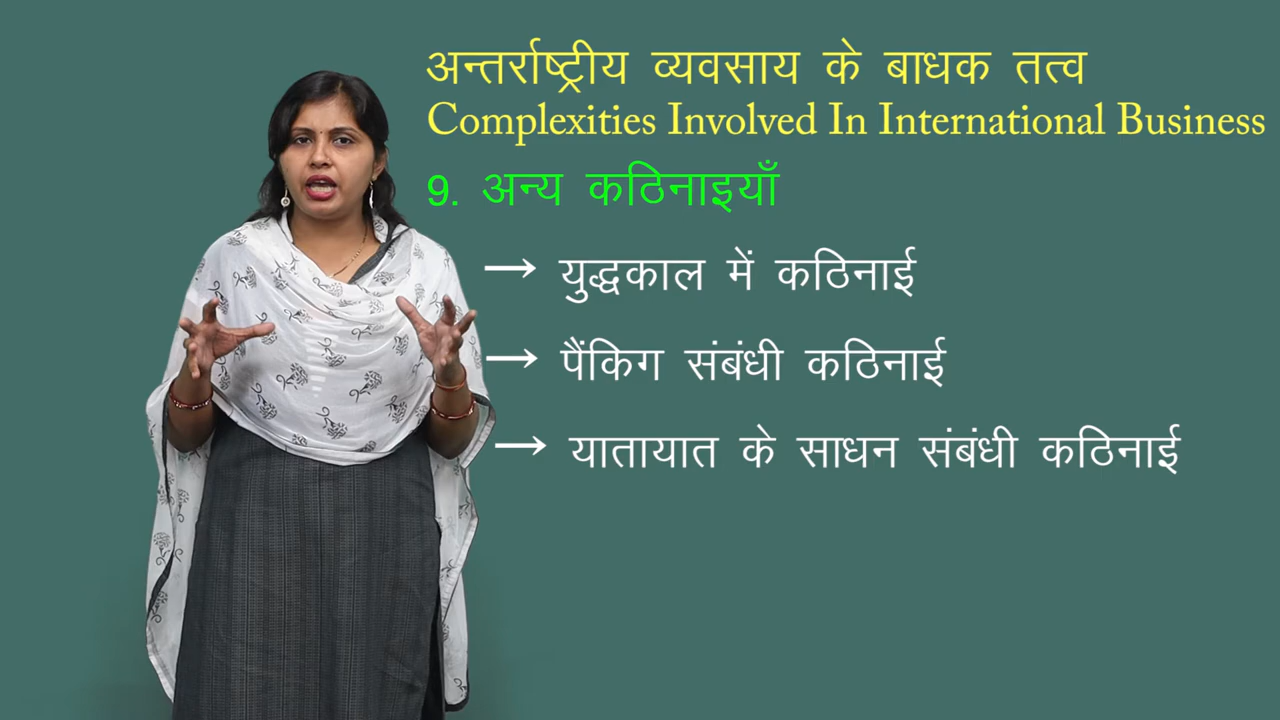 अन्तर्राष्ट्रीय व्यवसाय के बाधक तत्व
Complexities Involved In International Business
9. अन्य कठिनाइयाँ
→ युद्धकाल में कठिनाई
→ पैंकिग संबंधी कठिनाई
→ यातायात के साधन संबंधी कठिनाई